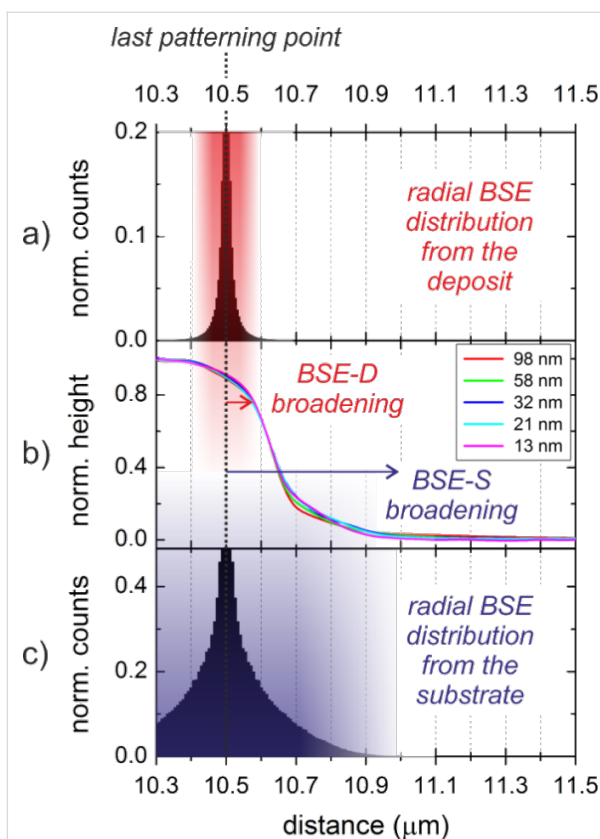 last patterning point
10.3 10.5 10.7 10.9 11.1 11.3 11.5
a)
norm. counts
0.2
0.1
0.0
radial BSE
distribution
from the
deposit
b)
norm. height
0.8
0.4
0.0
BSE-D
broadening
98 nm
58 nm
32 nm
21 nm
13 nm
BSE-S
broadening
c)
norm. counts
0.4
0.2
0.0
radial BSE
distribution
from the
substrate
10.3 10.5 10.7 10.9 11.1 11.3 11.5
distance (μm)